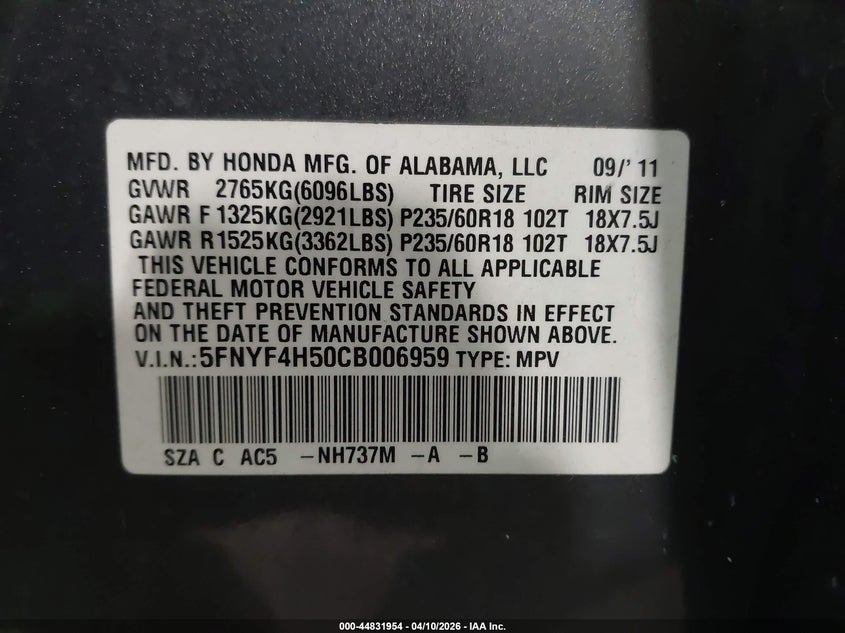 MFD. BY HONDA MFG. OF ALABAMA, LLC 09/' 11
GVWR 2765KG(6096LBS) TIRE SIZE RIM SIZE
GAWR F 1325KG(2921LBS) P235/60R18 102T 18X7.5J
GAWR R 1525KG(3362LBS) P235/60R18 102T 18X7.5J
THIS VEHICLE CONFORMS TO ALL APPLICABLE
FEDERAL MOTOR VEHICLE SAFETY
AND THEFT PREVENTION STANDARDS IN EFFECT
ON THE DATE OF MANUFACTURE SHOWN ABOVE.
V.I.N.:5FNYF4H50CB006959 TYPE: MPV
SZA C AC5 -NH737M -A -B
000-44831954 - 04/10/2026 - IAA Inc.